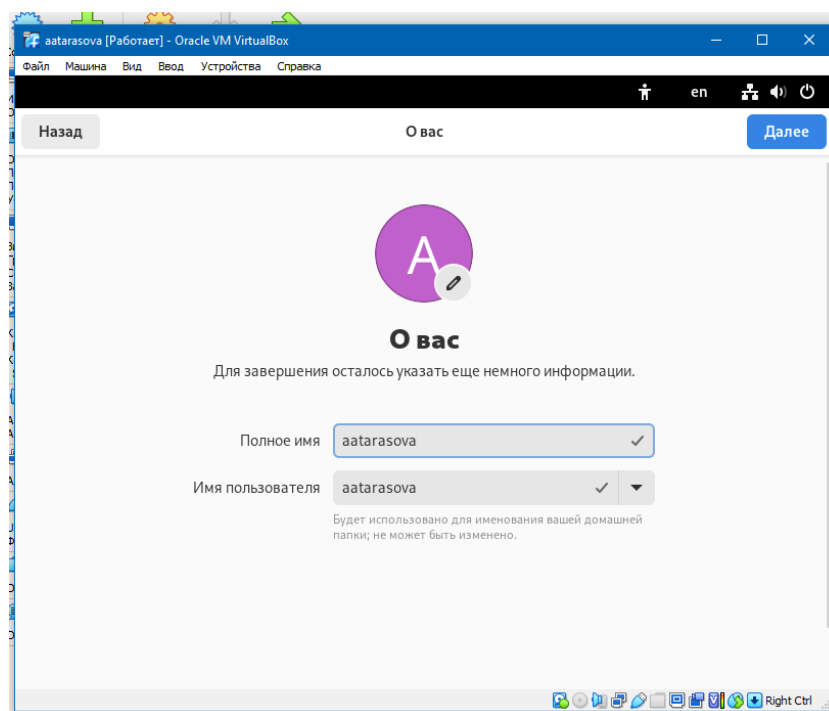 aatarasova [Работает] - Oracle VM VirtualBox
Файл Машина Вид Ввод Устройства Справка
en
Назад О вас Далее
A
О вас
Для завершения осталось указать еще немного информации.
Полное имя aatarasova
Имя пользователя aatarasova
Будет использовано для именования вашей домашней
папки; не может быть изменено.
Right Ctrl